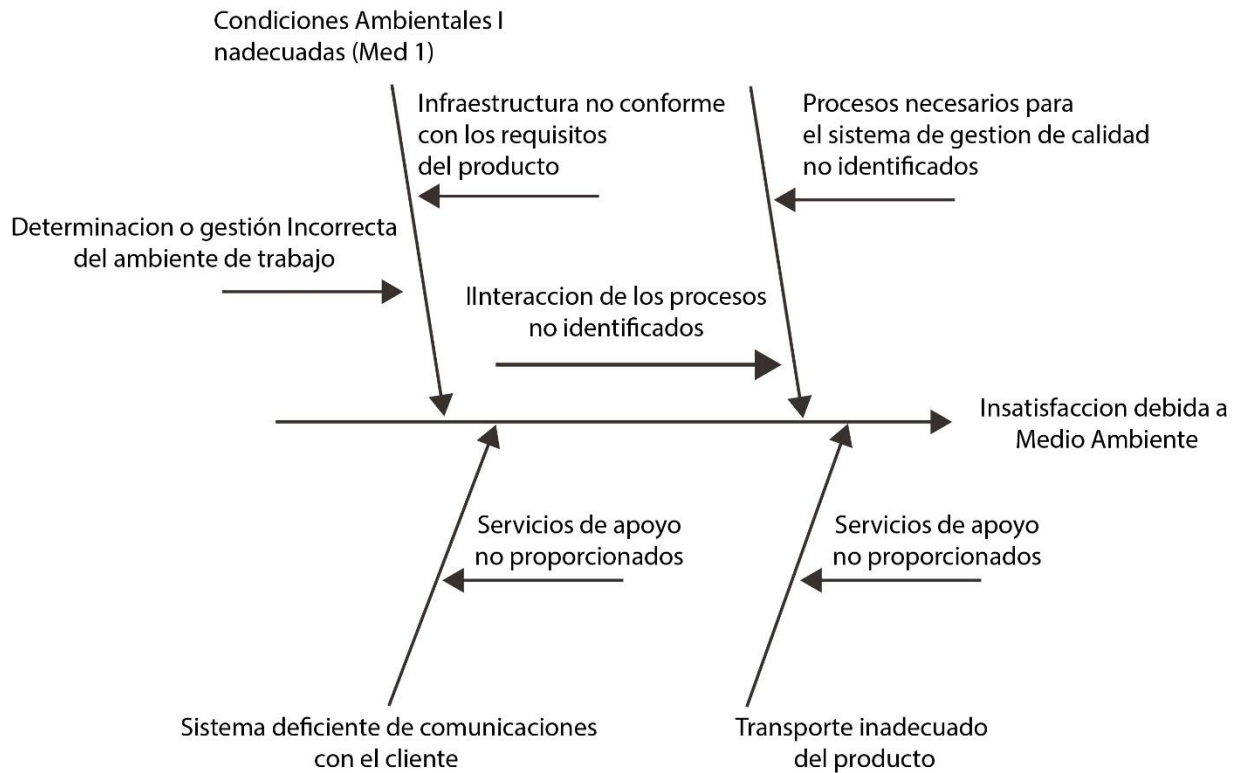 Condiciones Ambientales I
nadecuadas (Med 1)
Infraestructura no conforme
con los requisitos
del producto
Procesos necesarios para
el sistema de gestion de calidad
no identificados
Determinacion o gestión Incorrecta
del ambiente de trabajo
IInteraccion de los procesos
no identificados
Insatisfaccion debida a
Medio Ambiente
Servicios de apoyo
no proporcionados
Servicios de apoyo
no proporcionados
Sistema deficiente de comunicaciones
con el cliente
Transporte inadecuado
del producto